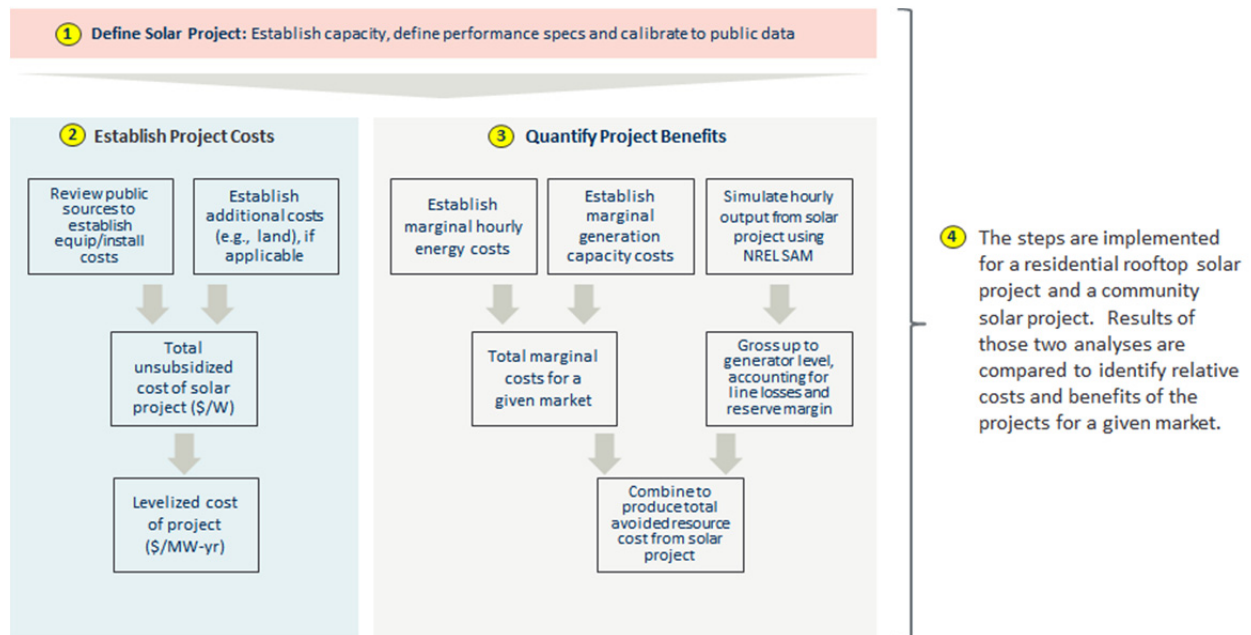 1 Define Solar Project: Establish capacity, define performance specs and calibrate to public data
2 Establish Project Costs
Review public
sources to
establish
equip/install
costs
Establish
additional costs
(e.g., land), if
applicable
Total
unsubsidized
cost of solar
project ($/W)
Levelized cost
of project
($/MW-yr)
3 Quantify Project Benefits
Establish
marginal hourly
energy costs
Establish
marginal
generation
capacity costs
Simulate hourly
output from solar
project using
NREL SAM
Total marginal
costs for a
given market
Gross up to
generator level,
accounting for
line losses and
reserve margin
Combine to
produce total
avoided resource
cost from solar
project
4 The steps are implemented
for a residential rooftop solar
project and a community
solar project. Results of
those two analyses are
compared to identify relative
costs and benefits of the
projects for a given market.